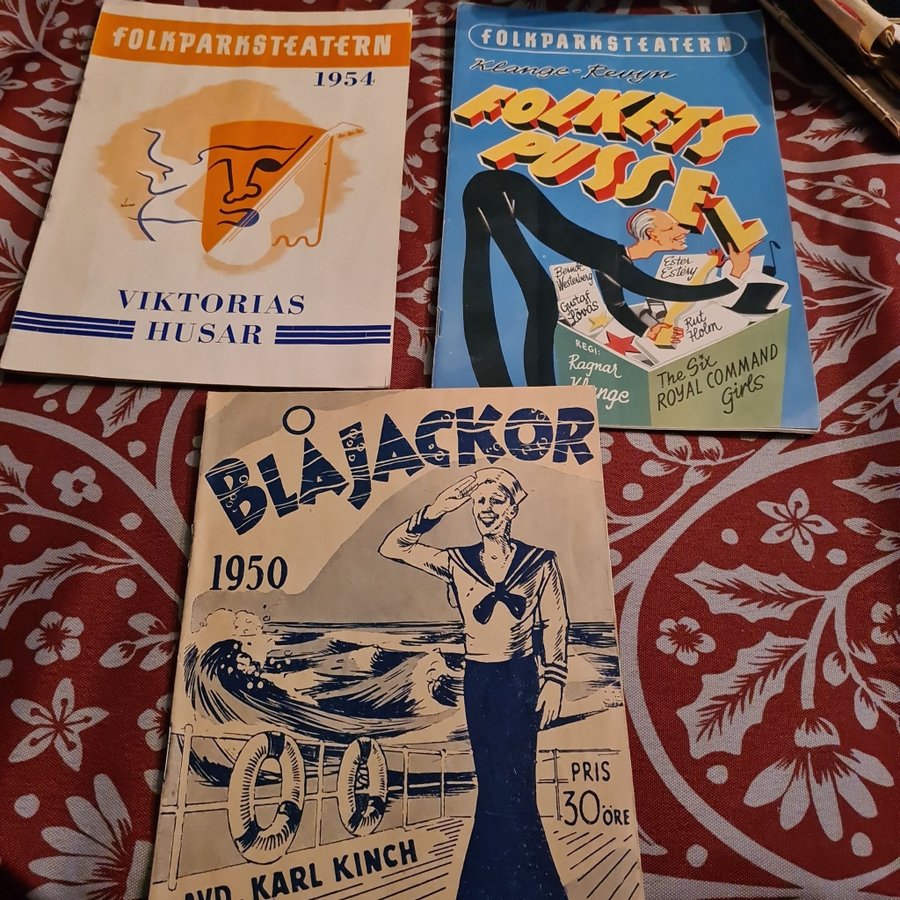 FOLKPARKSTEATERN
1954
VIKTORIAS
HUSAR
FOLKPARKSTEATERN
Klange-Revyn
FOLKETS
PUSSEL
Berndt
Westerberg
Gustaf
Lövås
Ester
Estéry
Rut
Holm
REGI:
Ragnar
Klange
The Six
ROYAL COMMAND
Girls
BLÅJACKOR
1950
PRIS
30 ÖRE
AVD. KARL KINCH